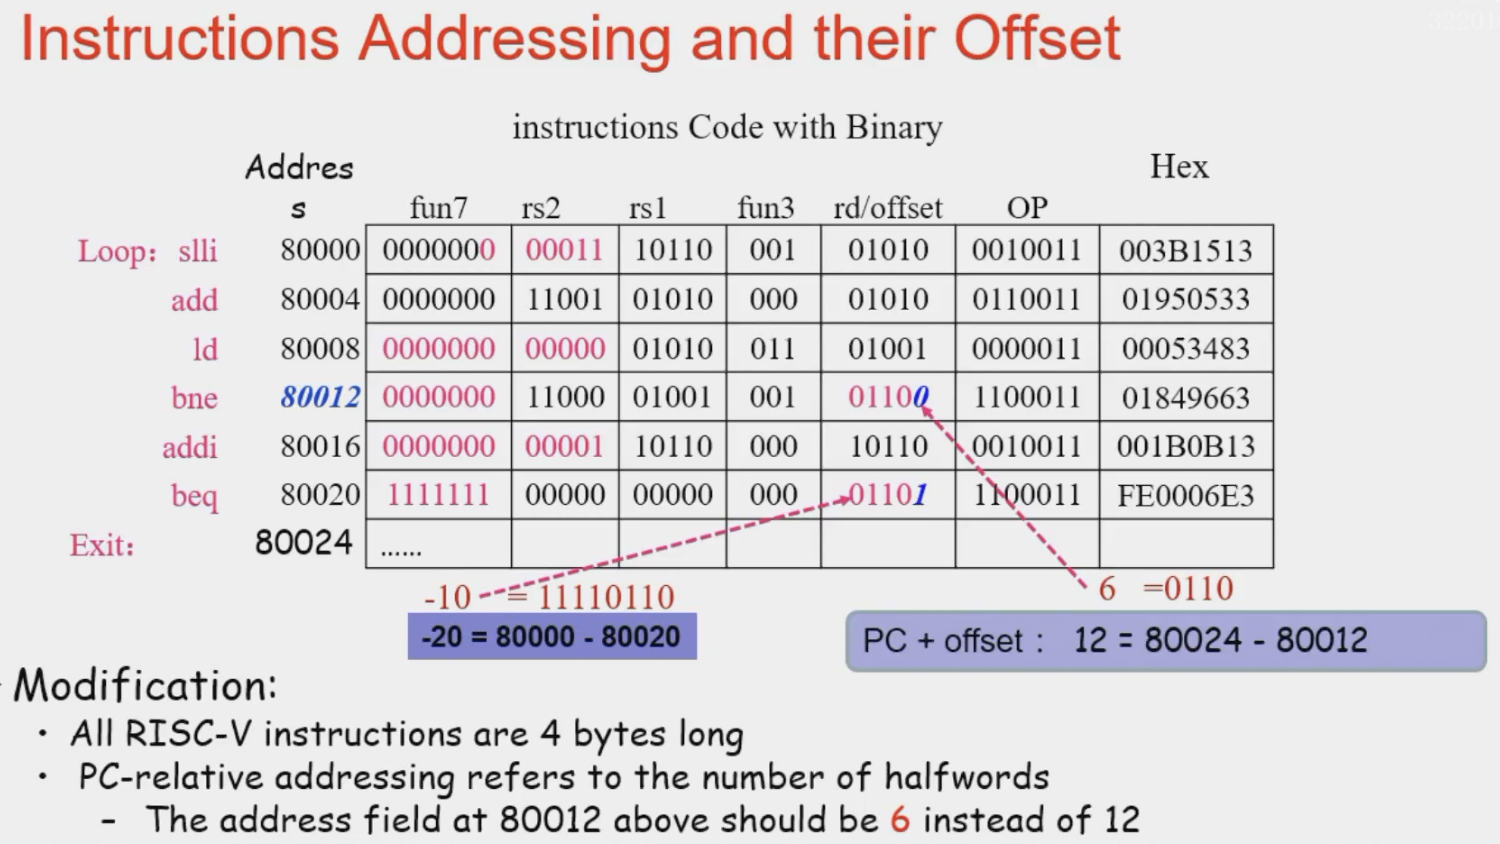 Instructions Addressing and their Offset
instructions Code with Binary
Addres
s
Hex
fun7 rs2 rs1 fun3 rd/offset OP
Loop: slli 80000 0000000 00011 10110 001 01010 0010011 003B1513
add 80004 0000000 11001 01010 000 01010 0110011 01950533
ld 80008 0000000 00000 01010 011 01001 0000011 00053483
bne 80012 0000000 11000 01001 001 01100 1100011 01849663
addi 80016 0000000 00001 10110 000 10110 0010011 001B0B13
beq 80020 1111111 00000 00000 000 01101 1100011 FE0006E3
Exit: 80024 ......
-10 = 11110110
6 =0110
-20 = 80000 - 80020
PC + offset : 12 = 80024 - 80012
Modification:
• All RISC-V instructions are 4 bytes long
• PC-relative addressing refers to the number of halfwords
– The address field at 80012 above should be 6 instead of 12